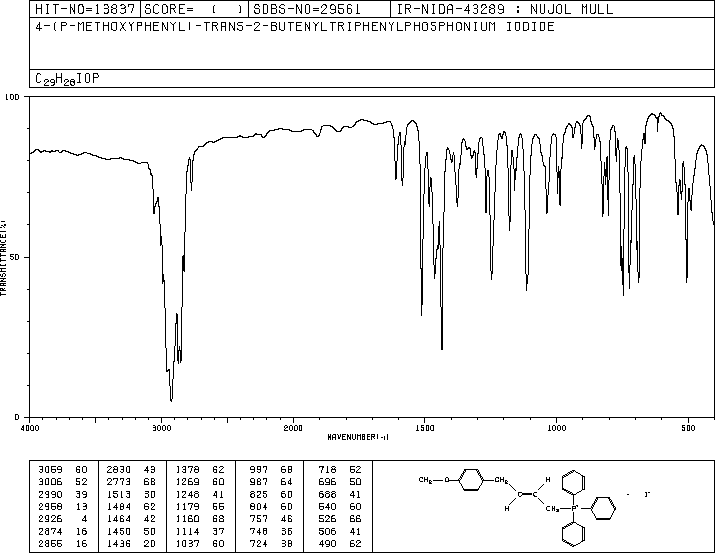 HIT-NO=13837 SCORE= ( ) SDBS-NO=29561 IR-NIDA-43289 : NUJOL MULL
4-(P-METHOXYPHENYL)-TRANS-2-BUTENYLTRIPHENYLPHOSPHONIUM IODIDE
C29H28IOP
100
50
0
TRANSMITTANCE(%)
4000 3000 2000 1500 1000 500
WAVENUMBER(-1)
3059 60 2830 49 1378 62 997 68 718 52
3006 52 2773 68 1269 60 987 64 696 50
2990 39 1513 30 1248 41 825 60 688 41
2958 13 1484 62 1179 55 804 60 540 60
2926 4 1464 42 1160 68 757 46 526 66
2874 16 1450 50 1114 37 748 36 506 41
2855 16 1436 20 1037 60 724 38 490 62
CH3 O CH2 H
H CH2 P+ I-